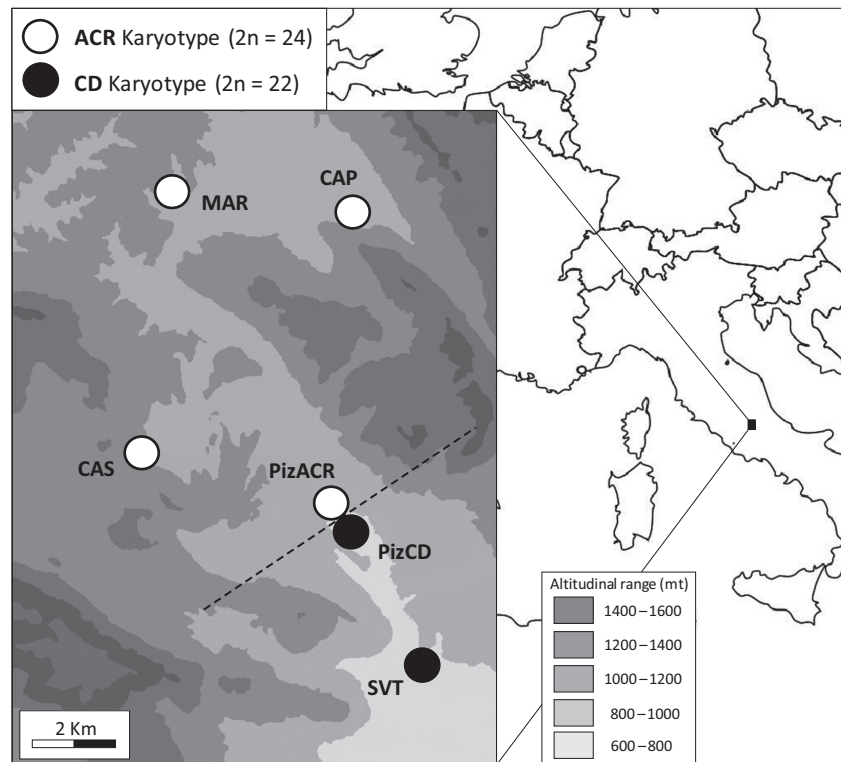 ACR Karyotype (2n = 24)
CD Karyotype (2n = 22)
CAP
MAR
CAS
PizACR
PizCD
SVT
2 Km
Altitudinal range (mt)
1400–1600
1200–1400
1000–1200
800–1000
600–800